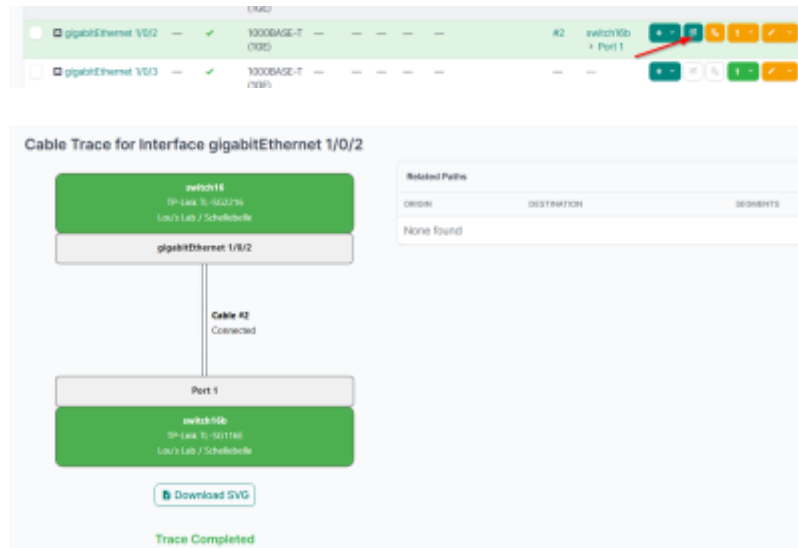 (1GE)
gigabitEthernet 1/0/2 — 1000BASE-T — — — — — #2 switch16b
(1GE) > Port 1
gigabitEthernet 1/0/3 — 1000BASE-T — — — — — — —
(1GE)
Cable Trace for Interface gigabitEthernet 1/0/2
switch16
TP-Link TL-SG2216
Lou's Lab / Schellebelle
gigabitEthernet 1/0/2
Cable #2
Connected
Port 1
switch16b
TP-Link TL-SG116E
Lou's Lab / Schellebelle
Download SVG
Trace Completed
Related Paths
ORIGIN DESTINATION SEGMENTS
None found